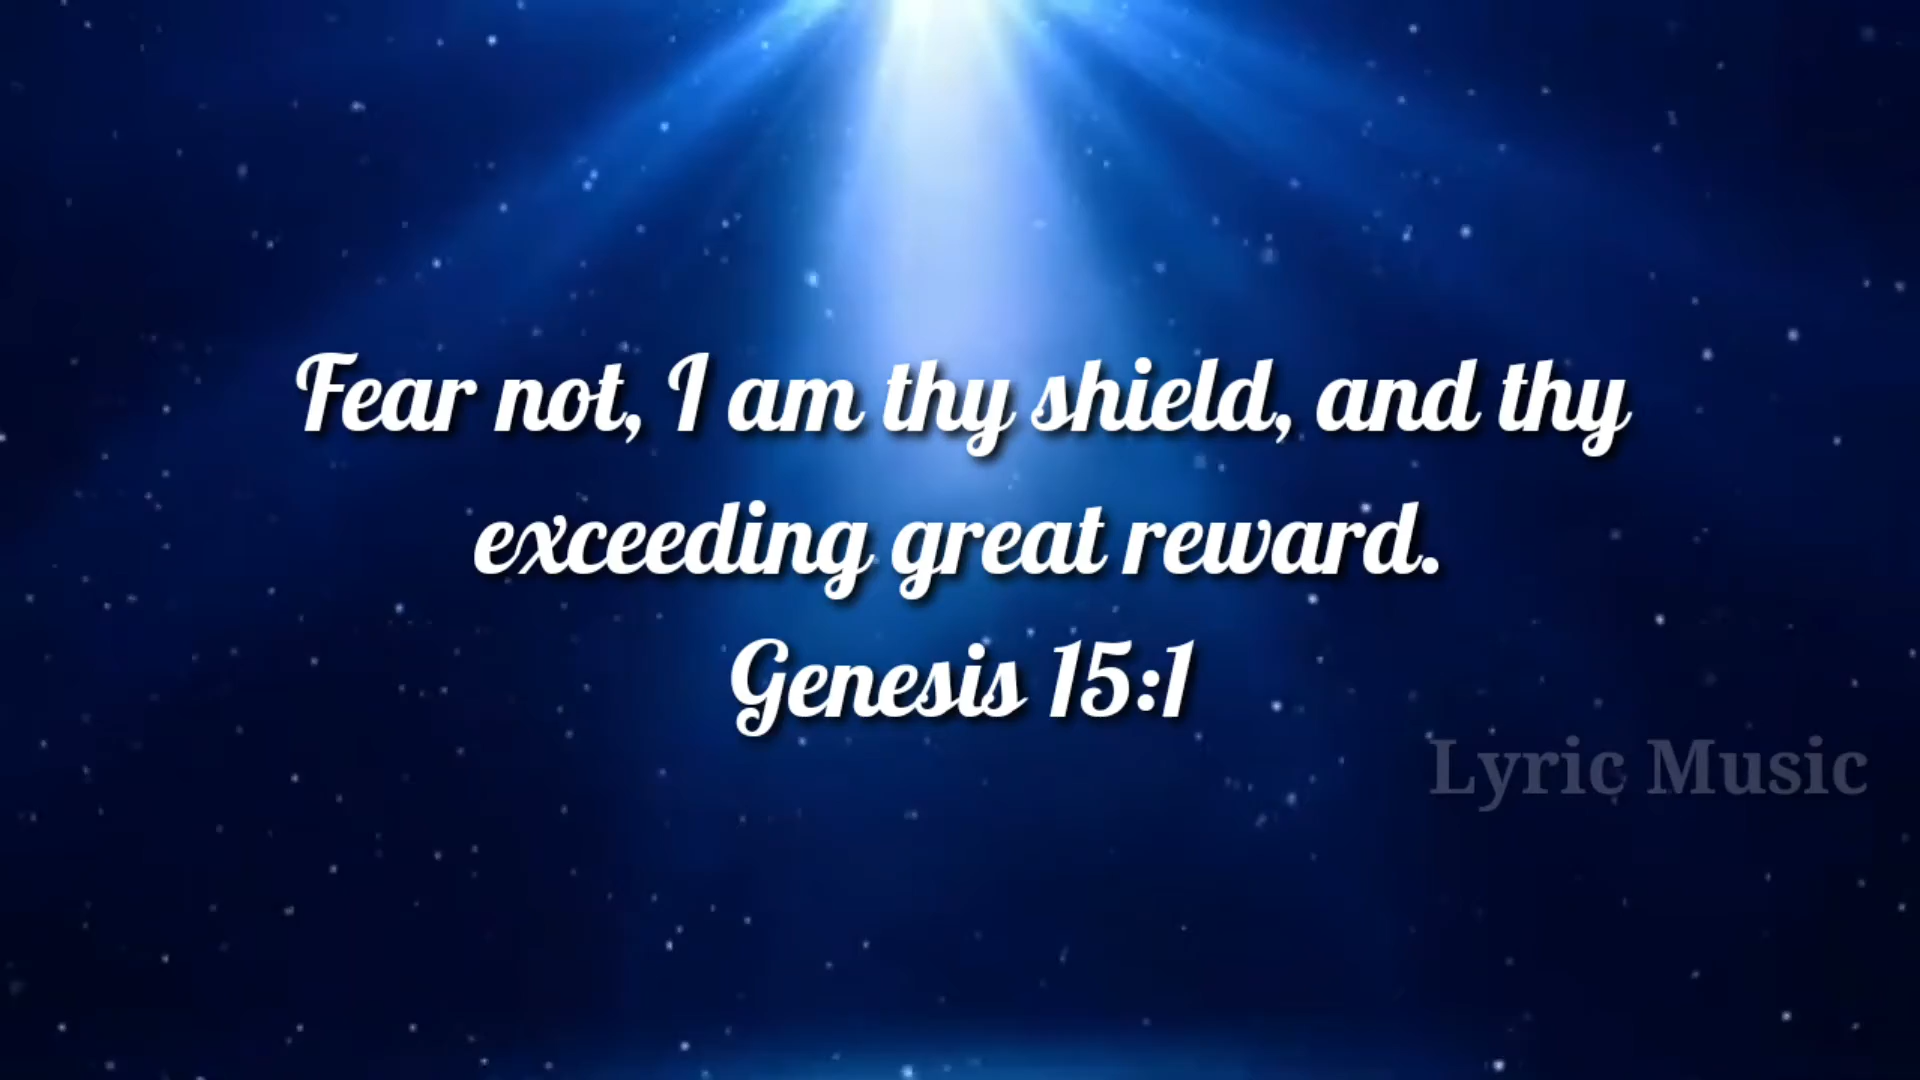 Fear not, I am thy shield, and thy
exceeding great reward.
Genesis 15:1
Lyric Music